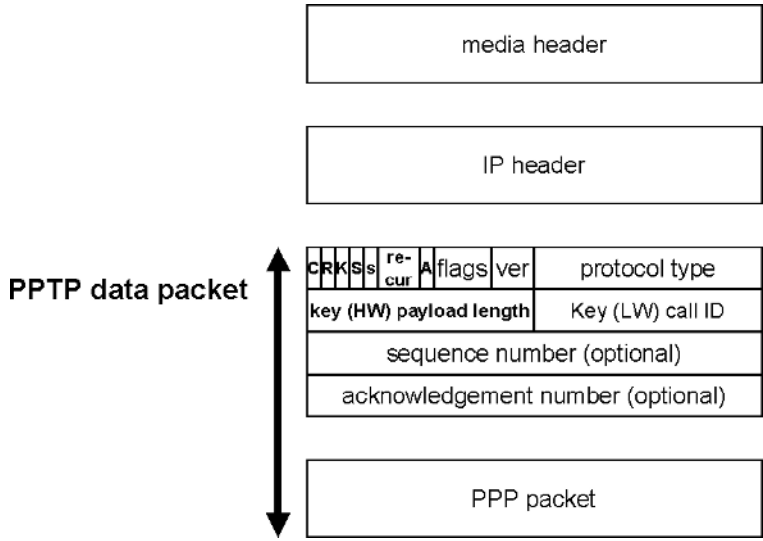 media header
IP header
PPTP data packet
C R K S s re-
cur A flags ver protocol type
key (HW) payload length Key (LW) call ID
sequence number (optional)
acknowledgement number (optional)
PPP packet